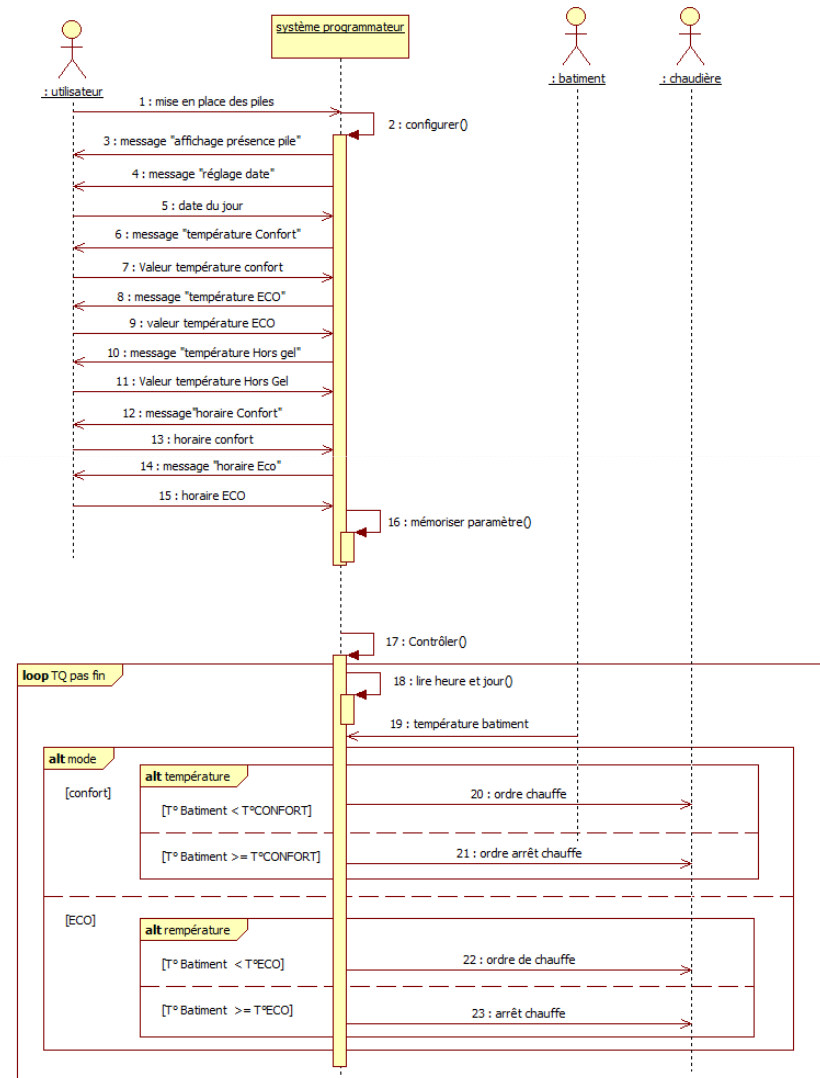 système programmateur
: utilisateur
: batiment
: chaudière
1 : mise en place des piles
2 : configurer()
3 : message "affichage présence pile"
4 : message "réglage date"
5 : date du jour
6 : message "température Confort"
7 : Valeur température confort
8 : message "température ECO"
9 : valeur température ECO
10 : message "température Hors gel"
11 : Valeur température Hors Gel
12 : message"horaire Confort"
13 : horaire confort
14 : message "horaire Eco"
15 : horaire ECO
16 : mémoriser paramètre()
17 : Contrôler()
loop TQ pas fin
18 : lire heure et jour()
19 : température batiment
alt mode
alt température
[confort]
20 : ordre chauffe
[T° Batiment < T°CONFORT]
21 : ordre arrêt chauffe
[T° Batiment >= T°CONFORT]
[ECO]
alt rempérature
22 : ordre de chauffe
[T° Batiment < T°ECO]
[T° Batiment >= T°ECO]
23 : arrêt chauffe